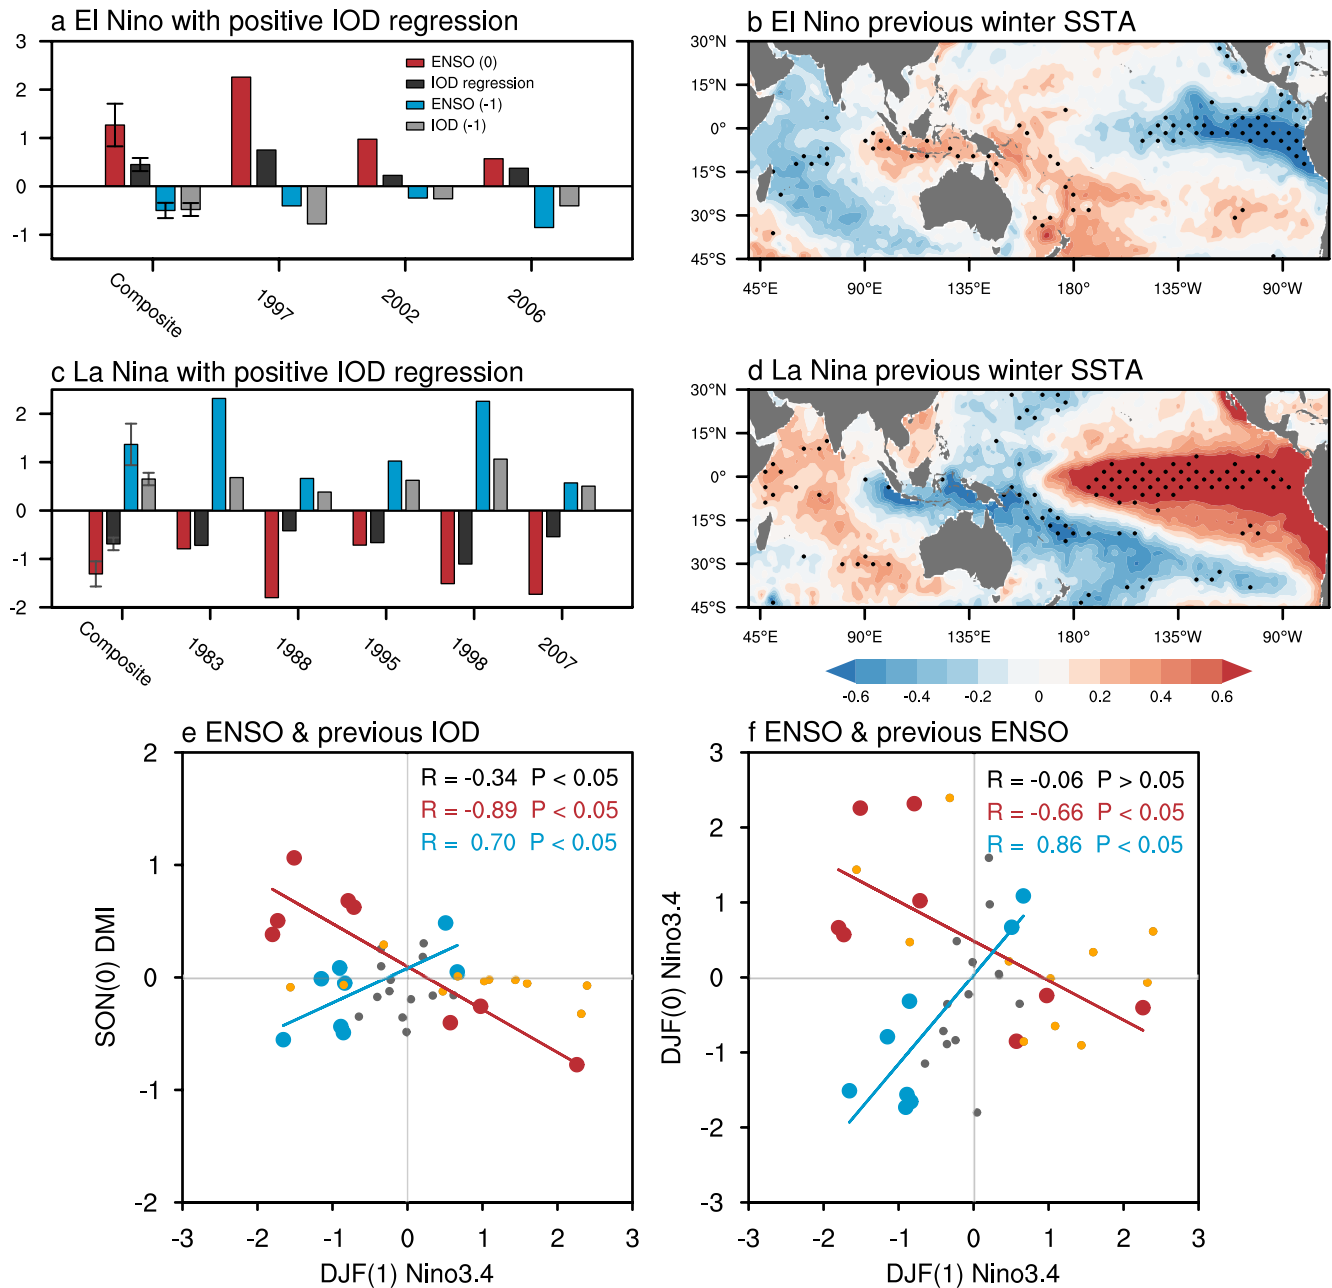 a El Nino with positive IOD regression
3
2
1
0
-1
ENSO (0)
IOD regression
ENSO (-1)
IOD (-1)
Composite
1997
2002
2006
b El Nino previous winter SSTA
30°N
15°N
0°
15°S
30°S
45°S
45°E
90°E
135°E
180°
135°W
90°W
c La Nina with positive IOD regression
2
1
0
-1
-2
Composite
1983
1988
1995
1998
2007
d La Nina previous winter SSTA
30°N
15°N
0°
15°S
30°S
45°S
45°E
90°E
135°E
180°
135°W
90°W
-0.6
-0.4
-0.2
0
0.2
0.4
0.6
e ENSO & previous IOD
R = -0.34 P < 0.05
R = -0.89 P < 0.05
R = 0.70 P < 0.05
2
1
0
-1
-2
SON(0) DMI
-3
-2
-1
0
1
2
3
DJF(1) Nino3.4
f ENSO & previous ENSO
R = -0.06 P > 0.05
R = -0.66 P < 0.05
R = 0.86 P < 0.05
3
2
1
0
-1
-2
-3
DJF(0) Nino3.4
-3
-2
-1
0
1
2
3
DJF(1) Nino3.4